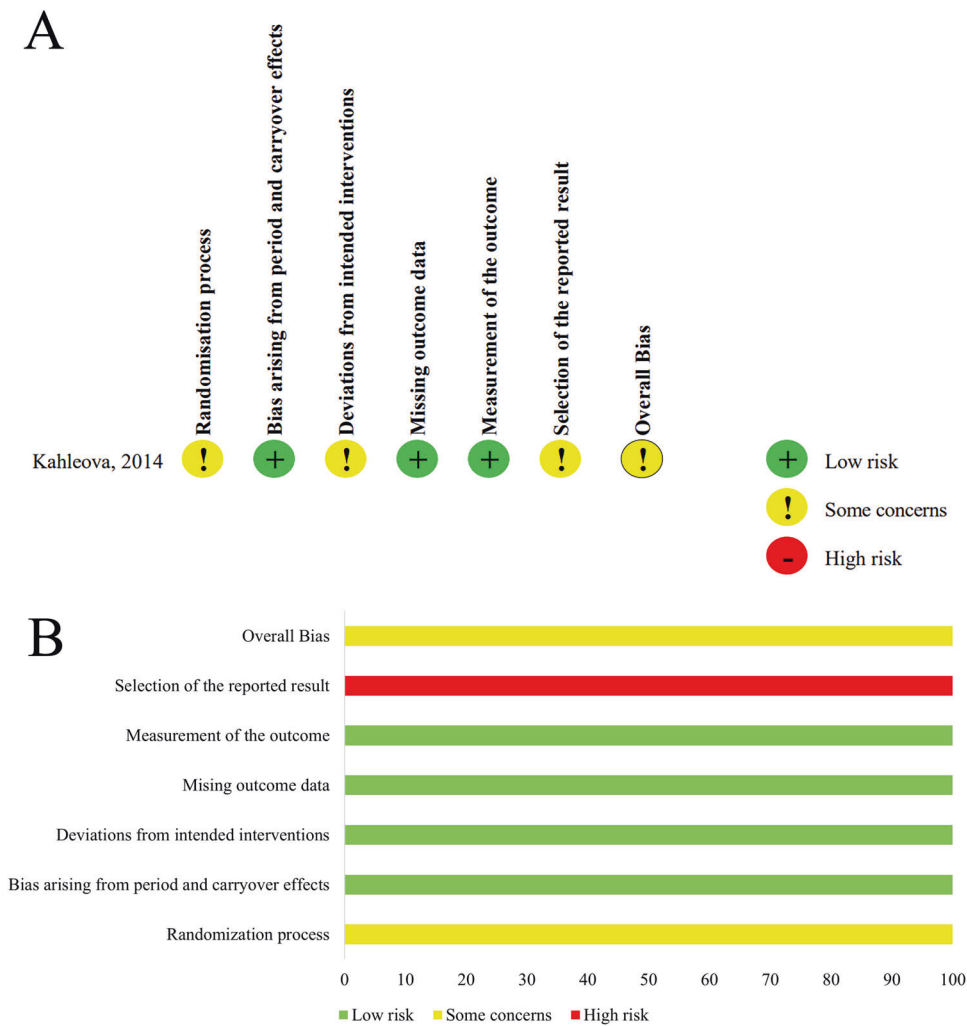 A
Randomisation process
Bias arising from period and carryover effects
Deviations from intended interventions
Missing outcome data
Measurement of the outcome
Selection of the reported result
Overall Bias
Kahleova, 2014
!
+
!
+
+
!
!
+ Low risk
! Some concerns
- High risk
B
Overall Bias
Selection of the reported result
Measurement of the outcome
Mising outcome data
Deviations from intended interventions
Bias arising from period and carryover effects
Randomization process
0 10 20 30 40 50 60 70 80 90 100
Low risk Some concerns High risk